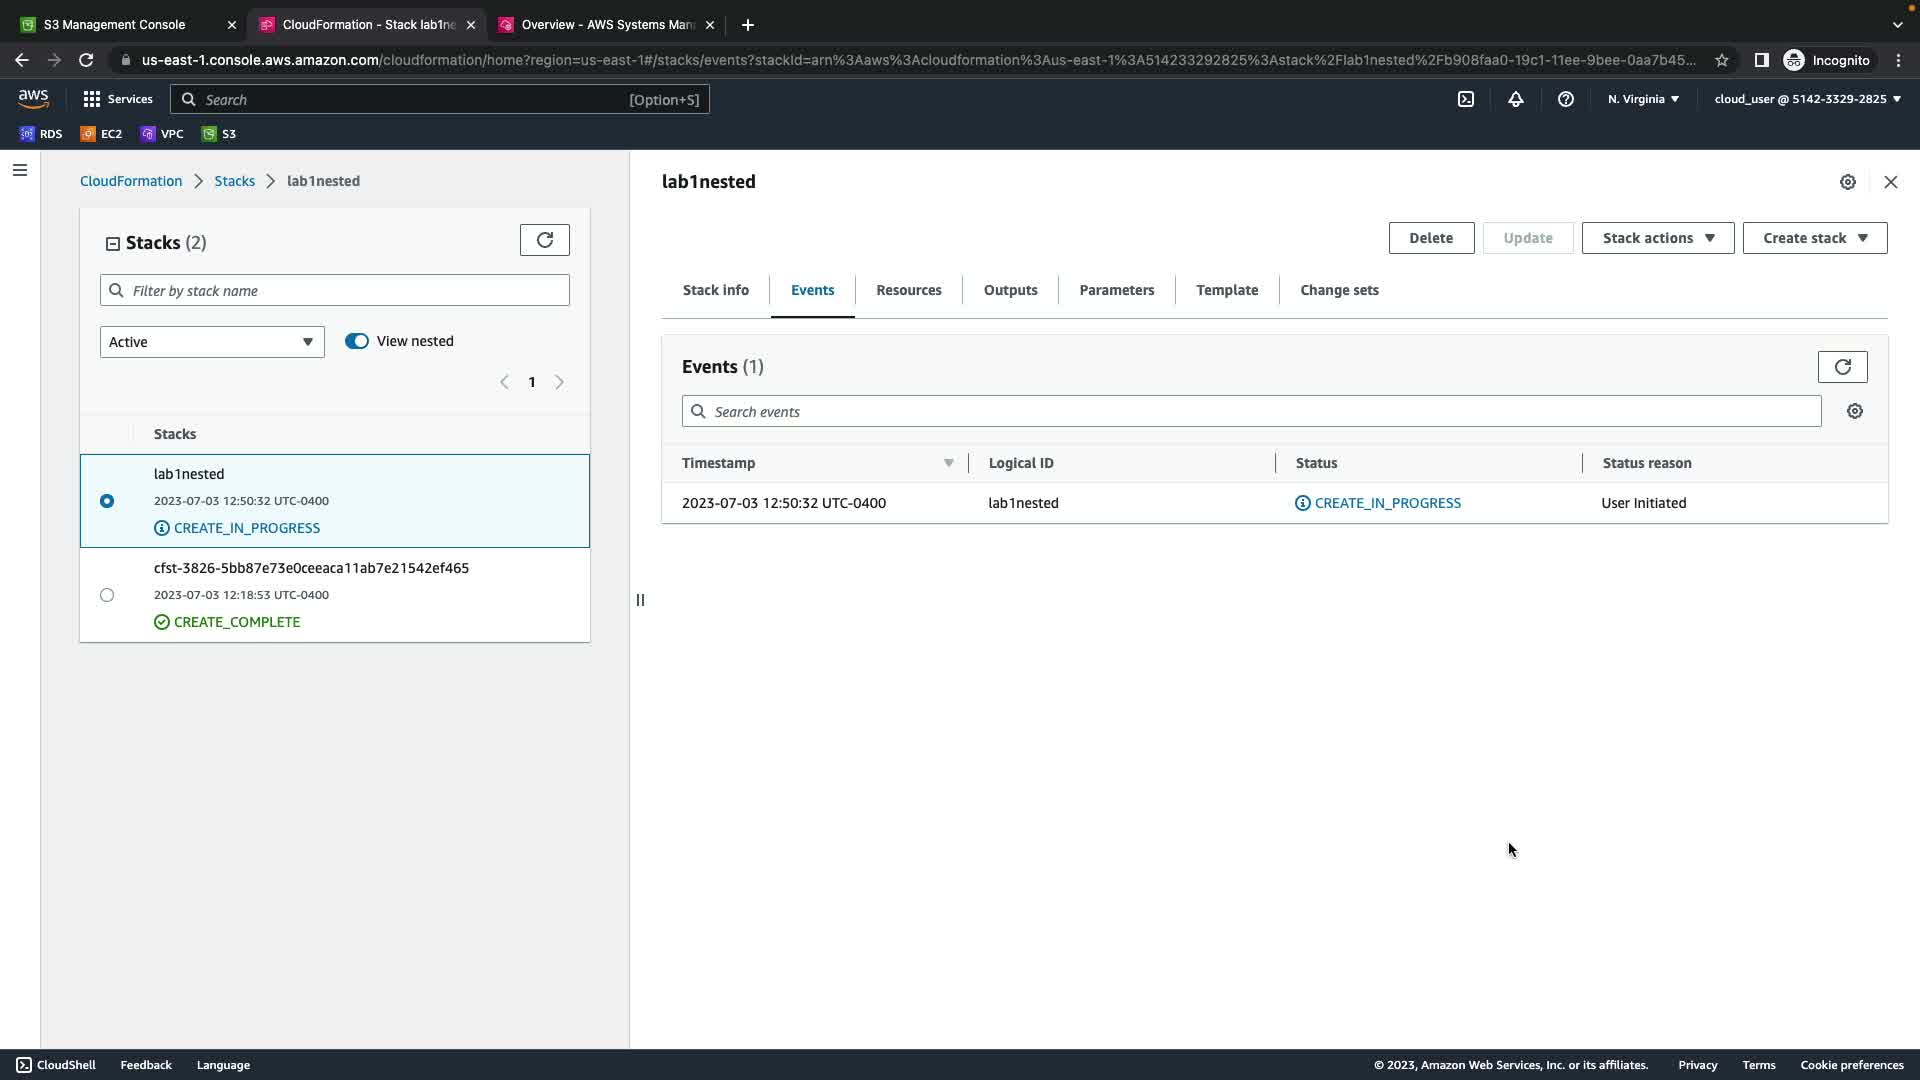 S3 Management Console
CloudFormation - Stack lab1ne
Overview - AWS Systems Man
us-east-1.console.aws.amazon.com/cloudformation/home?region=us-east-1#/stacks/events?stackId=arn%3Aaws%3Acloudformation%3Aus-east-1%3A514233292825%3Astack%2Flab1nested%2Fb908faa0-19c1-11ee-9bee-0aa7b45...
Incognito
aws
Services
Search
[Option+S]
N. Virginia
cloud_user @ 5142-3329-2825
RDS
EC2
VPC
S3
CloudFormation
Stacks
lab1nested
Stacks (2)
Filter by stack name
Active
View nested
1
Stacks
lab1nested
2023-07-03 12:50:32 UTC-0400
CREATE_IN_PROGRESS
cfst-3826-5bb87e73e0ceeaca11ab7e21542ef465
2023-07-03 12:18:53 UTC-0400
CREATE_COMPLETE
lab1nested
Delete
Update
Stack actions
Create stack
Stack info
Events
Resources
Outputs
Parameters
Template
Change sets
Events (1)
Search events
Timestamp
Logical ID
Status
Status reason
2023-07-03 12:50:32 UTC-0400
lab1nested
CREATE_IN_PROGRESS
User Initiated
CloudShell
Feedback
Language
© 2023, Amazon Web Services, Inc. or its affiliates.
Privacy
Terms
Cookie preferences